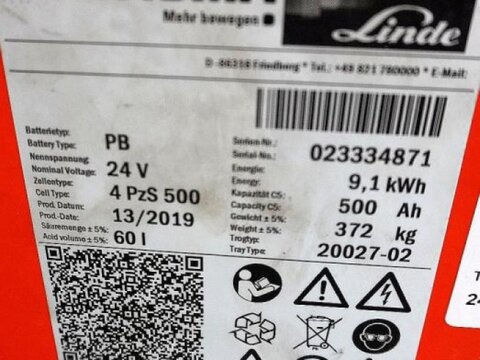 Mehr bewegen
Linde
D-86316 Friedberg * Tel.: +49 821 780000 * E-Mail:
Batterietyp:
Battery Type: PB
Nennspannung:
Nominal Voltage: 24 V
Zellentype:
Cell Type: 4 PzS 500
Prod. Datum:
Prod.-Date: 13/2019
Säuremenge ± 5%:
Acid volume ± 5%: 60 l
Serien-Nr.:
Serial-No.: 023334871
Energie:
Energy: 9,1 kWh
Kapazität C5:
Capacity C5: 500 Ah
Gewicht ± 5%:
Weight ± 5%: 372 kg
Trogtyp:
Tray Type: 20027-02
T
24